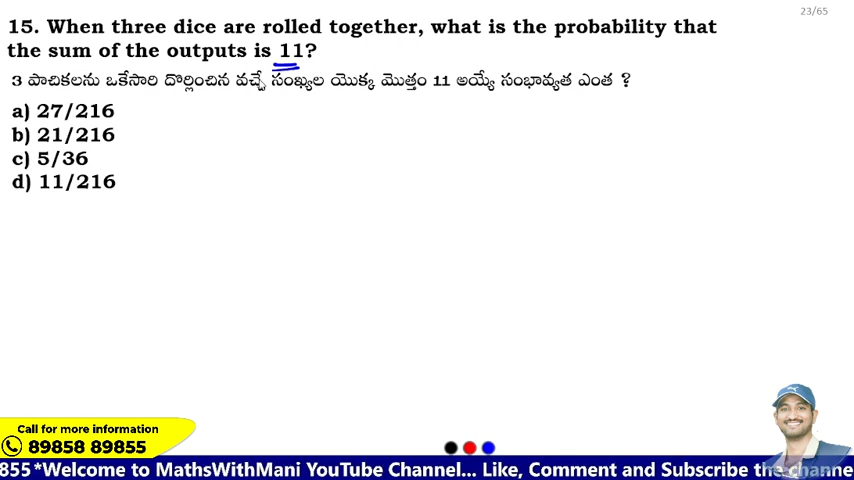 23/65
15. When three dice are rolled together, what is the probability that
the sum of the outputs is 11?
3 పాచికలను ఒకేసారి దొర్లించిన వచ్చే సంఖ్యల యొక్క మొత్తం 11 అయ్యే సంభావ్యత ఎంత ?
a) 27/216
b) 21/216
c) 5/36
d) 11/216
Call for more information
89858 89855
855 *Welcome to MathsWithMani YouTube Channel... Like, Comment and Subscribe the channe